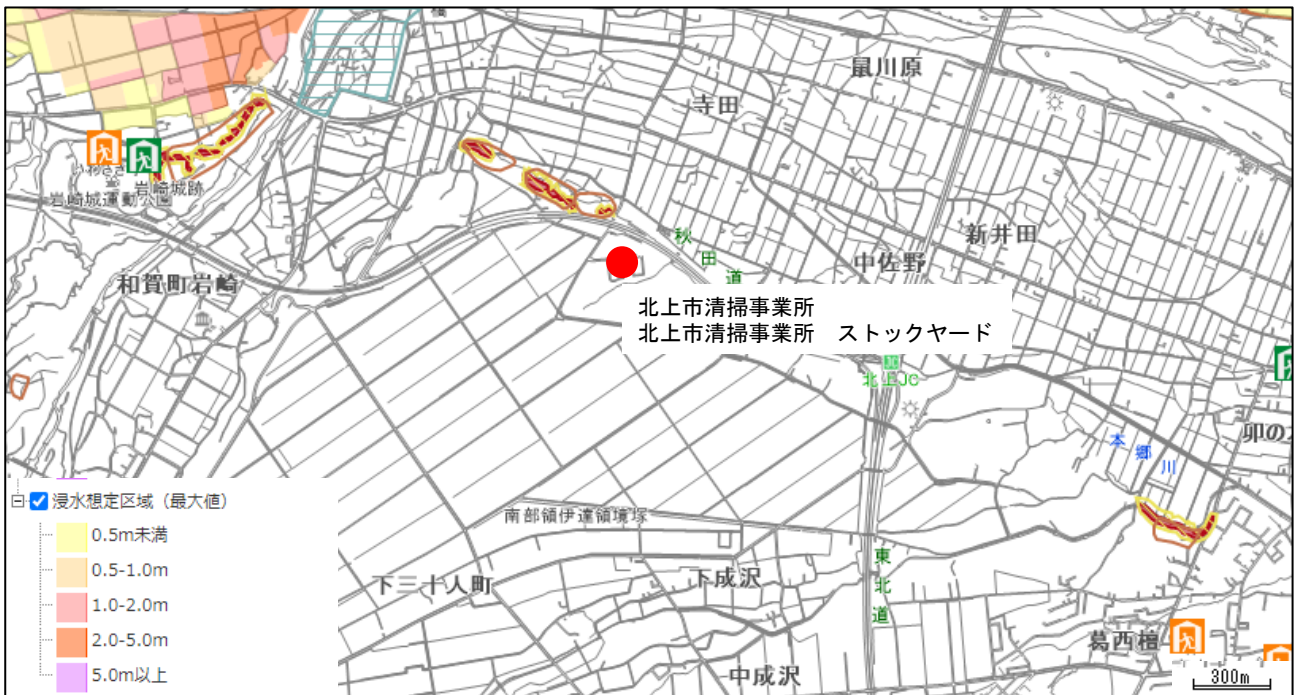 橋
鼠川原
寺田
いわさき
岩崎城跡
岩崎城運動公園
秋田道
新井田
中佐野
和賀町岩崎
北上市清掃事業所
北上市清掃事業所 ストックヤード
北上JC
卯の
本郷川
浸水想定区域（最大値）
0.5m未満
0.5-1.0m
1.0-2.0m
2.0-5.0m
5.0m以上
南部領伊達領境塚
下三十人町
下成沢
東北道
葛西檀
中成沢
300m